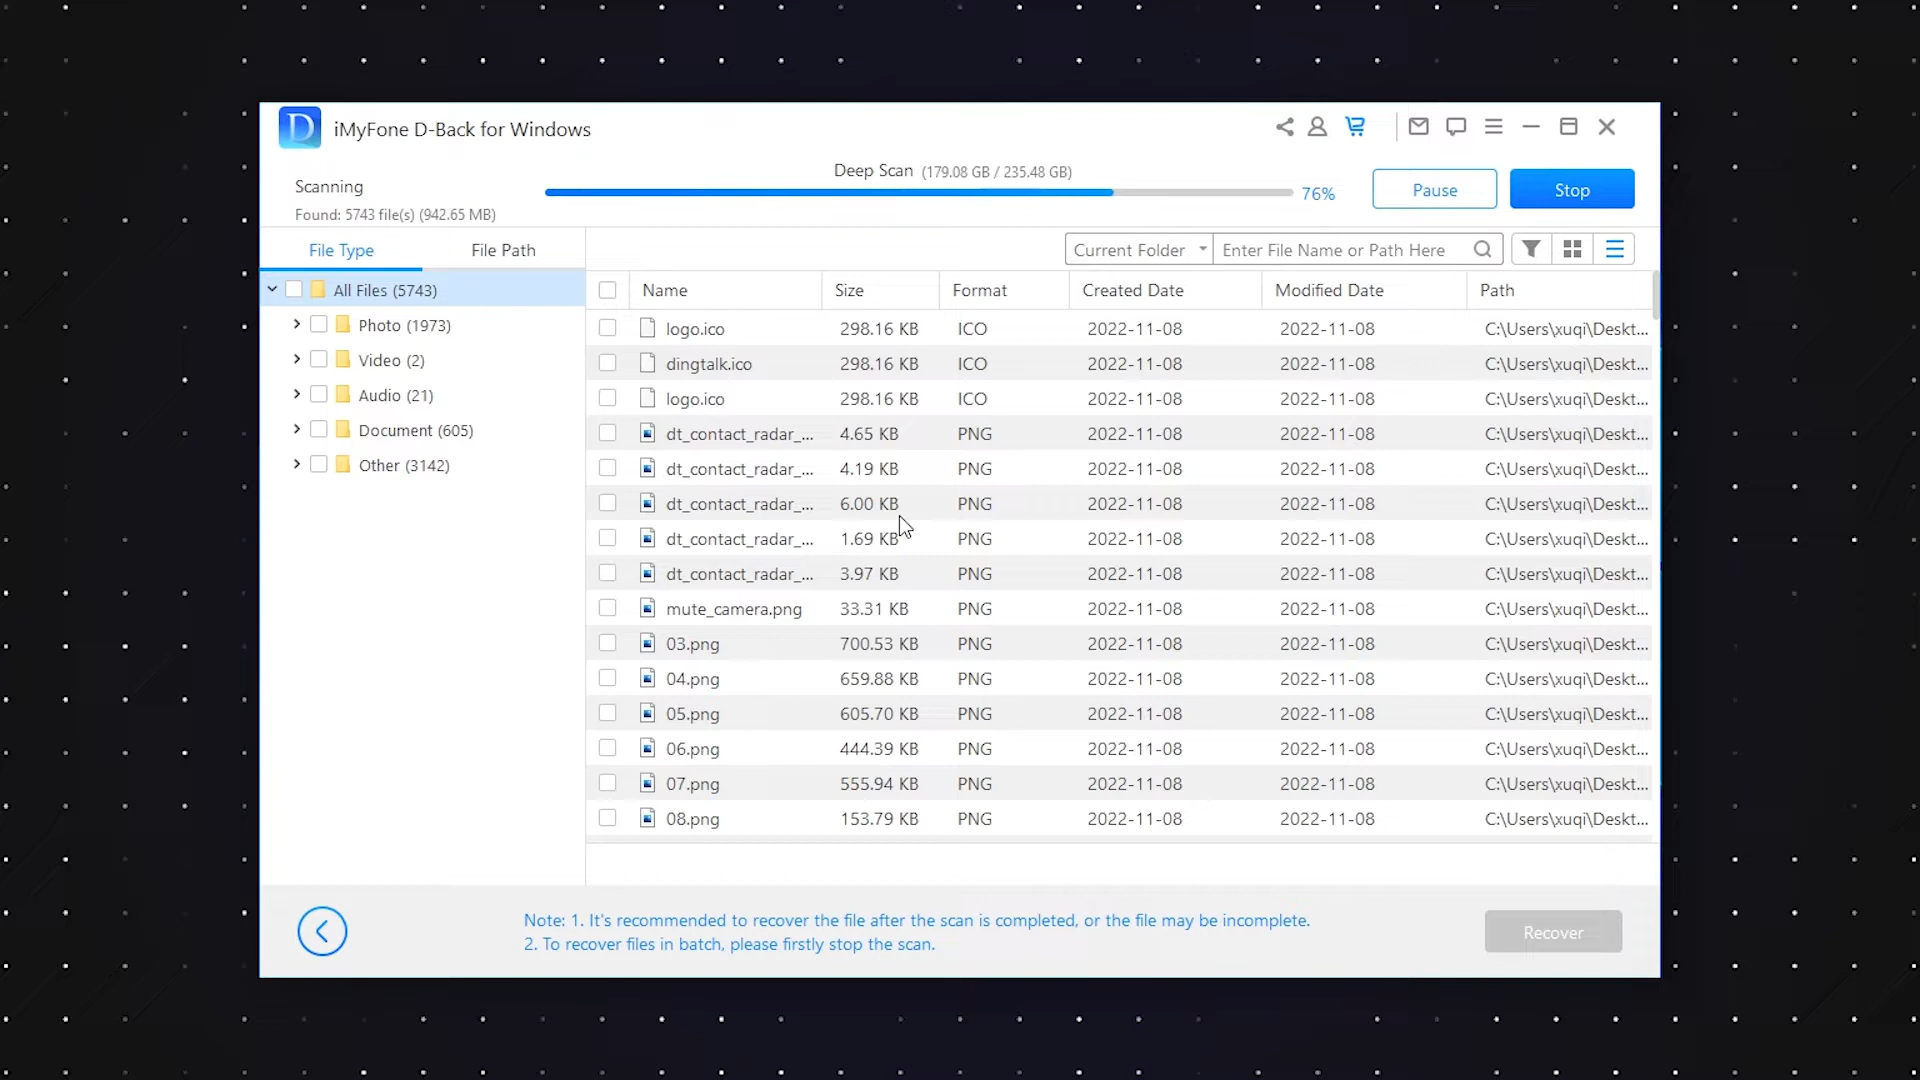 D iMyFone D-Back for Windows
Deep Scan (179.08 GB / 235.48 GB)
Scanning
76%
Pause
Stop
Found: 5743 file(s) (942.65 MB)
File Type
File Path
Current Folder
Enter File Name or Path Here
All Files (5743)
Photo (1973)
Video (2)
Audio (21)
Document (605)
Other (3142)
Name Size Format Created Date Modified Date Path
logo.ico 298.16 KB ICO 2022-11-08 2022-11-08 C:\Users\xuqi\Deskt...
dingtalk.ico 298.16 KB ICO 2022-11-08 2022-11-08 C:\Users\xuqi\Deskt...
logo.ico 298.16 KB ICO 2022-11-08 2022-11-08 C:\Users\xuqi\Deskt...
dt_contact_radar_... 4.65 KB PNG 2022-11-08 2022-11-08 C:\Users\xuqi\Deskt...
dt_contact_radar_... 4.19 KB PNG 2022-11-08 2022-11-08 C:\Users\xuqi\Deskt...
dt_contact_radar_... 6.00 KB PNG 2022-11-08 2022-11-08 C:\Users\xuqi\Deskt...
dt_contact_radar_... 1.69 KB PNG 2022-11-08 2022-11-08 C:\Users\xuqi\Deskt...
dt_contact_radar_... 3.97 KB PNG 2022-11-08 2022-11-08 C:\Users\xuqi\Deskt...
mute_camera.png 33.31 KB PNG 2022-11-08 2022-11-08 C:\Users\xuqi\Deskt...
03.png 700.53 KB PNG 2022-11-08 2022-11-08 C:\Users\xuqi\Deskt...
04.png 659.88 KB PNG 2022-11-08 2022-11-08 C:\Users\xuqi\Deskt...
05.png 605.70 KB PNG 2022-11-08 2022-11-08 C:\Users\xuqi\Deskt...
06.png 444.39 KB PNG 2022-11-08 2022-11-08 C:\Users\xuqi\Deskt...
07.png 555.94 KB PNG 2022-11-08 2022-11-08 C:\Users\xuqi\Deskt...
08.png 153.79 KB PNG 2022-11-08 2022-11-08 C:\Users\xuqi\Deskt...
Note: 1. It's recommended to recover the file after the scan is completed, or the file may be incomplete.
2. To recover files in batch, please firstly stop the scan.
Recover